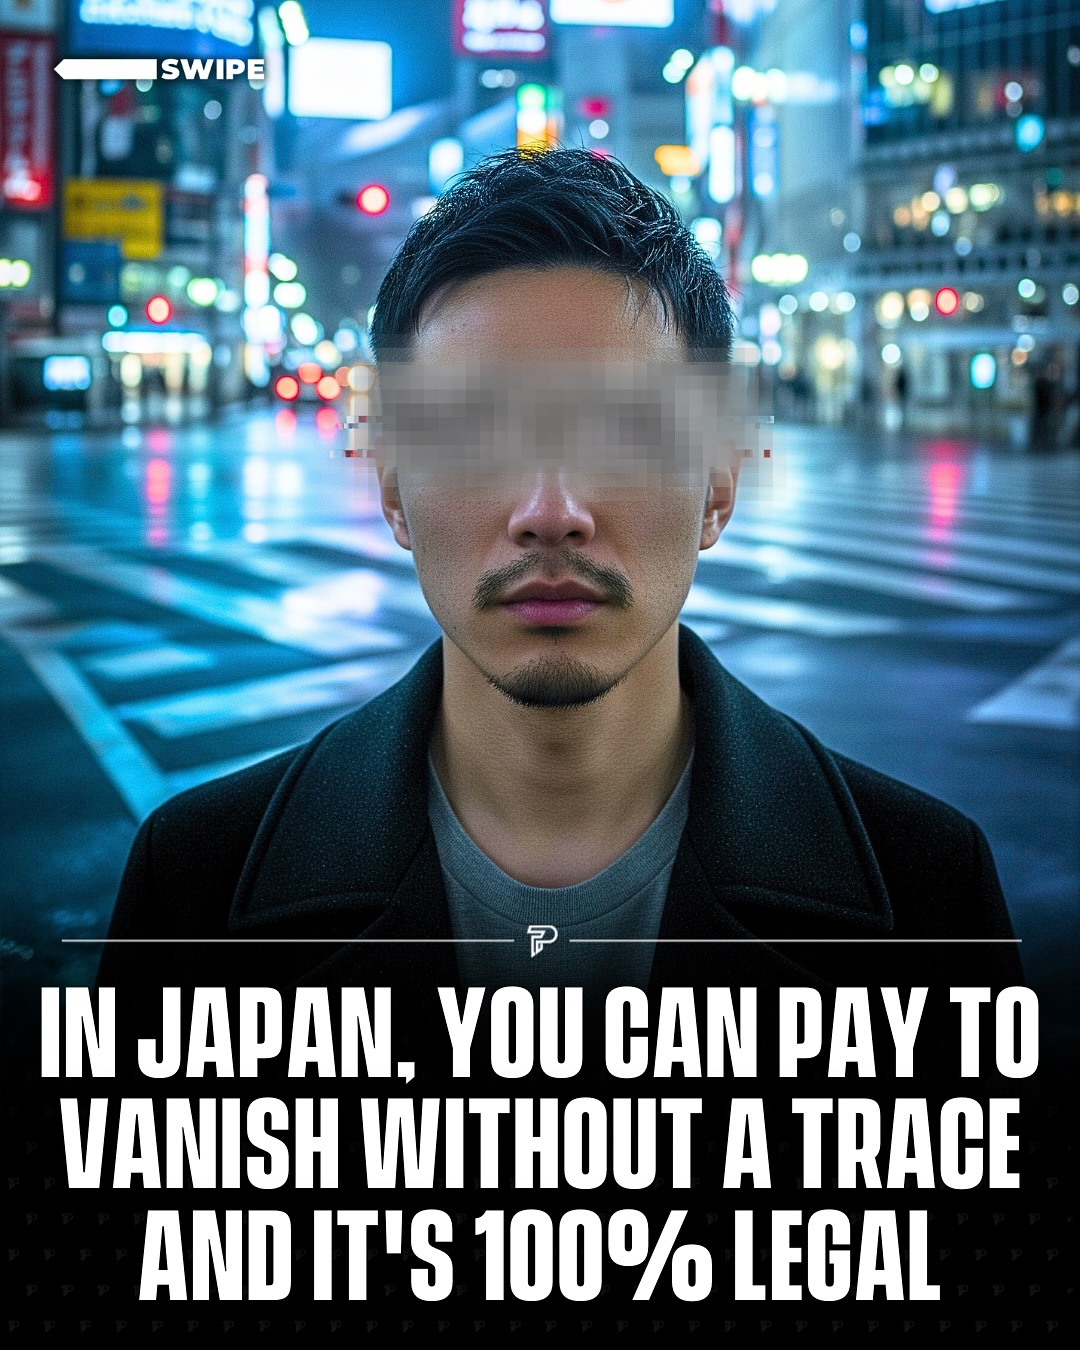 SWIPE
IN JAPAN, YOU CAN PAY TO
VANISH WITHOUT A TRACE
AND IT'S 100% LEGAL